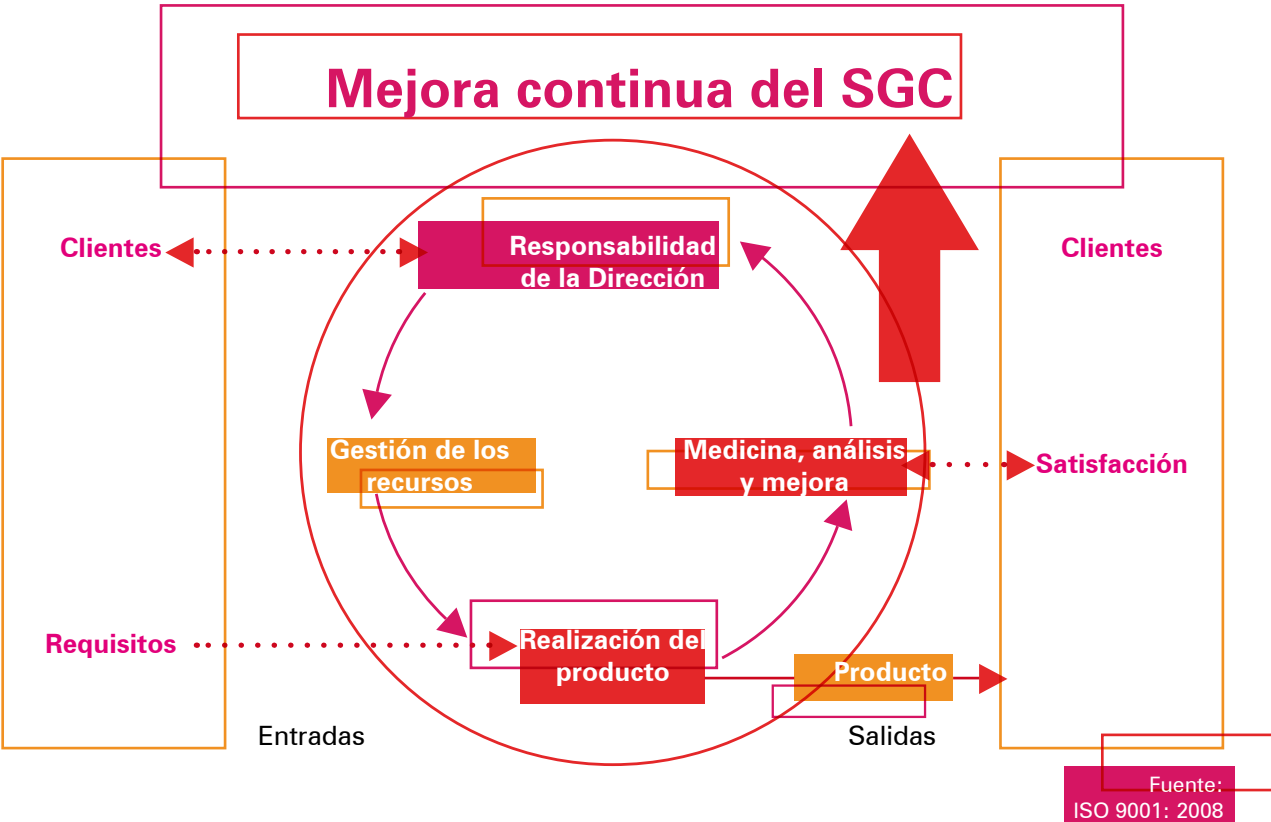 Mejora continua del SGC
Clientes
Responsabilidad
de la Dirección
Clientes
Gestión de los
recursos
Medicina, análisis
y mejora
Satisfacción
Requisitos
Realización del
producto
Producto
Entradas
Salidas
Fuente:
ISO 9001: 2008